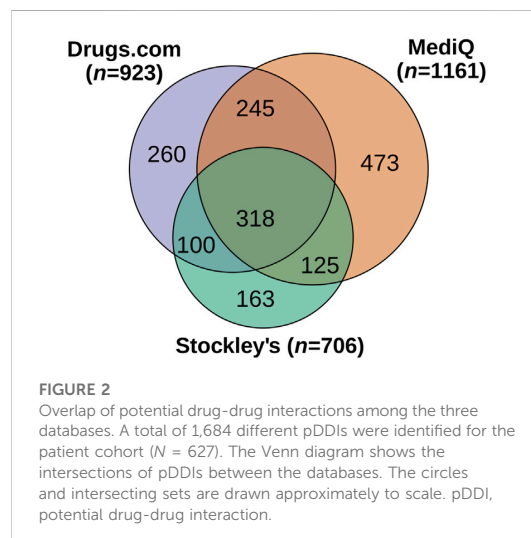 Drugs.com
(n=923)
MediQ
(n=1161)
245
260
473
318
100
125
163
Stockley's (n=706)
FIGURE 2
Overlap of potential drug-drug interactions among the three
databases. A total of 1,684 different pDDIs were identified for the
patient cohort (N = 627). The Venn diagram shows the
intersections of pDDIs between the databases. The circles
and intersecting sets are drawn approximately to scale. pDDI,
potential drug-drug interaction.